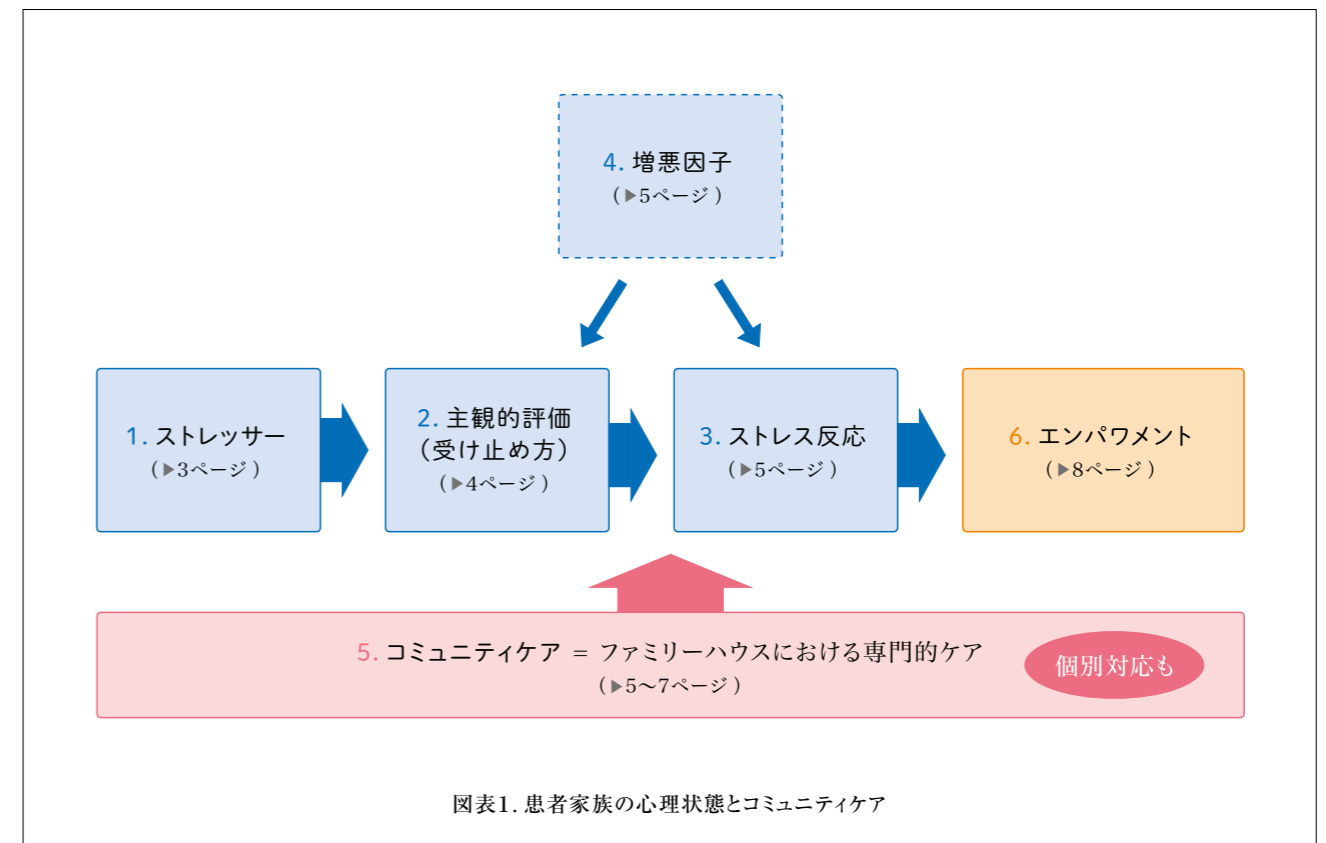 4. 増悪因子
(▶5ページ)
1. ストレッサー
(▶3ページ)
2. 主観的評価
(受け止め方)
(▶4ページ)
3. ストレス反応
(▶5ページ)
6. エンパワメント
(▶8ページ)
5. コミュニティケア = ファミリーハウスにおける専門的ケア
(▶5〜7ページ)
個別対応も
図表1. 患者家族の心理状態とコミュニティケア